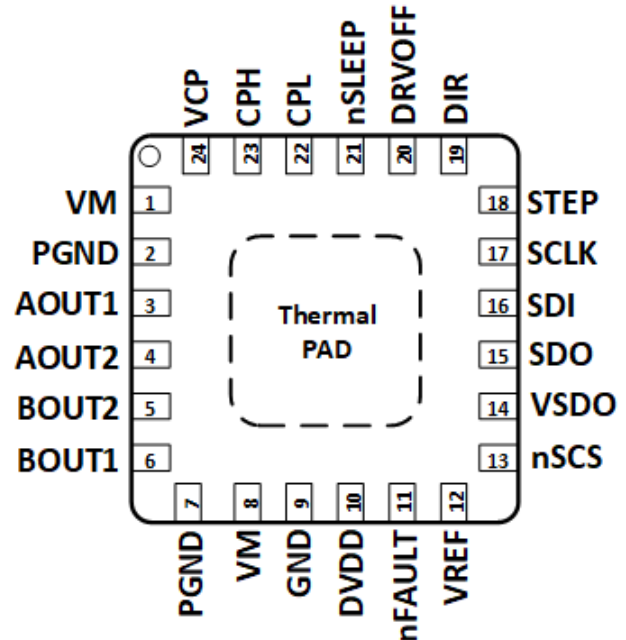 VCP
CPH
CPL
nSLEEP
DRVOFF
DIR
24
23
22
21
20
19
VM 1
18 STEP
PGND 2
17 SCLK
AOUT1 3
16 SDI
AOUT2 4
15 SDO
BOUT2 5
14 VSDO
BOUT1 6
13 nSCS
Thermal
PAD
7
8
9
10
11
12
PGND
VM
GND
DVDD
nFAULT
VREF